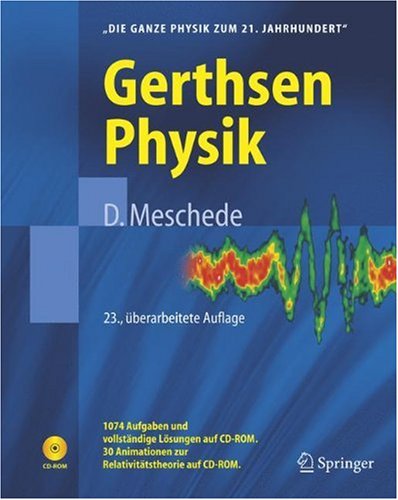 „DIE GANZE PHYSIK ZUM 21. JAHRHUNDERT“
Gerthsen
Physik
D. Meschede
23., überarbeitete Auflage
1074 Aufgaben und
vollständige Lösungen auf CD-ROM.
30 Animationen zur
Relativitätstheorie auf CD-ROM.
CD-ROM
Springer